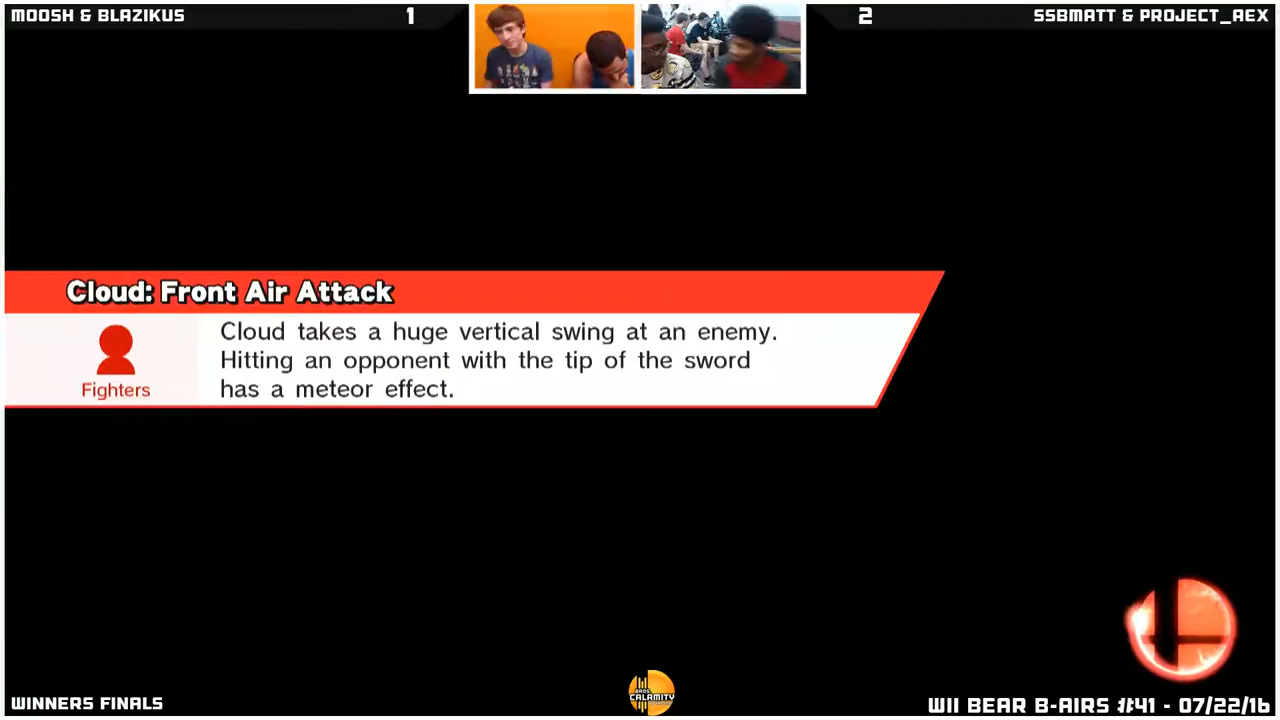 MOOSH & BLAZIKUS
1
2
SSBMATT & PROJECT_AEX
Cloud: Front Air Attack
Cloud takes a huge vertical swing at an enemy.
Hitting an opponent with the tip of the sword
has a meteor effect.
Fighters
WINNERS FINALS
BROS.
CALAMITY
WII BEAR B-AIRS #41 - 07/22/16